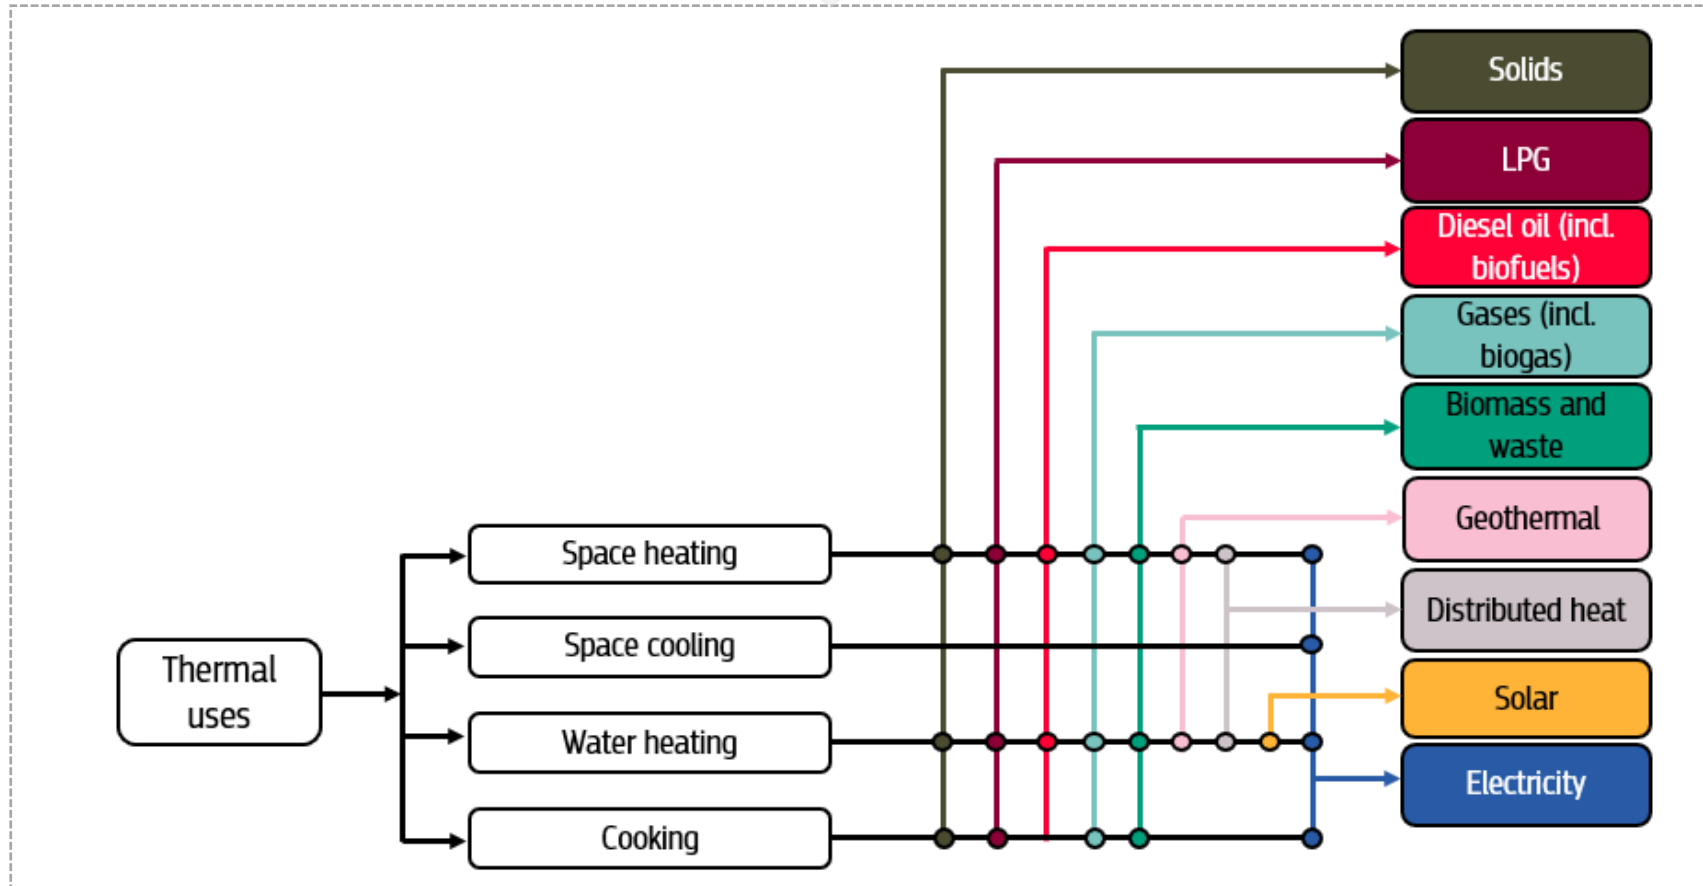 Solids
LPG
Diesel oil (incl.
biofuels)
Gases (incl.
biogas)
Biomass and
waste
Geothermal
Distributed heat
Solar
Electricity
Thermal
uses
Space heating
Space cooling
Water heating
Cooking